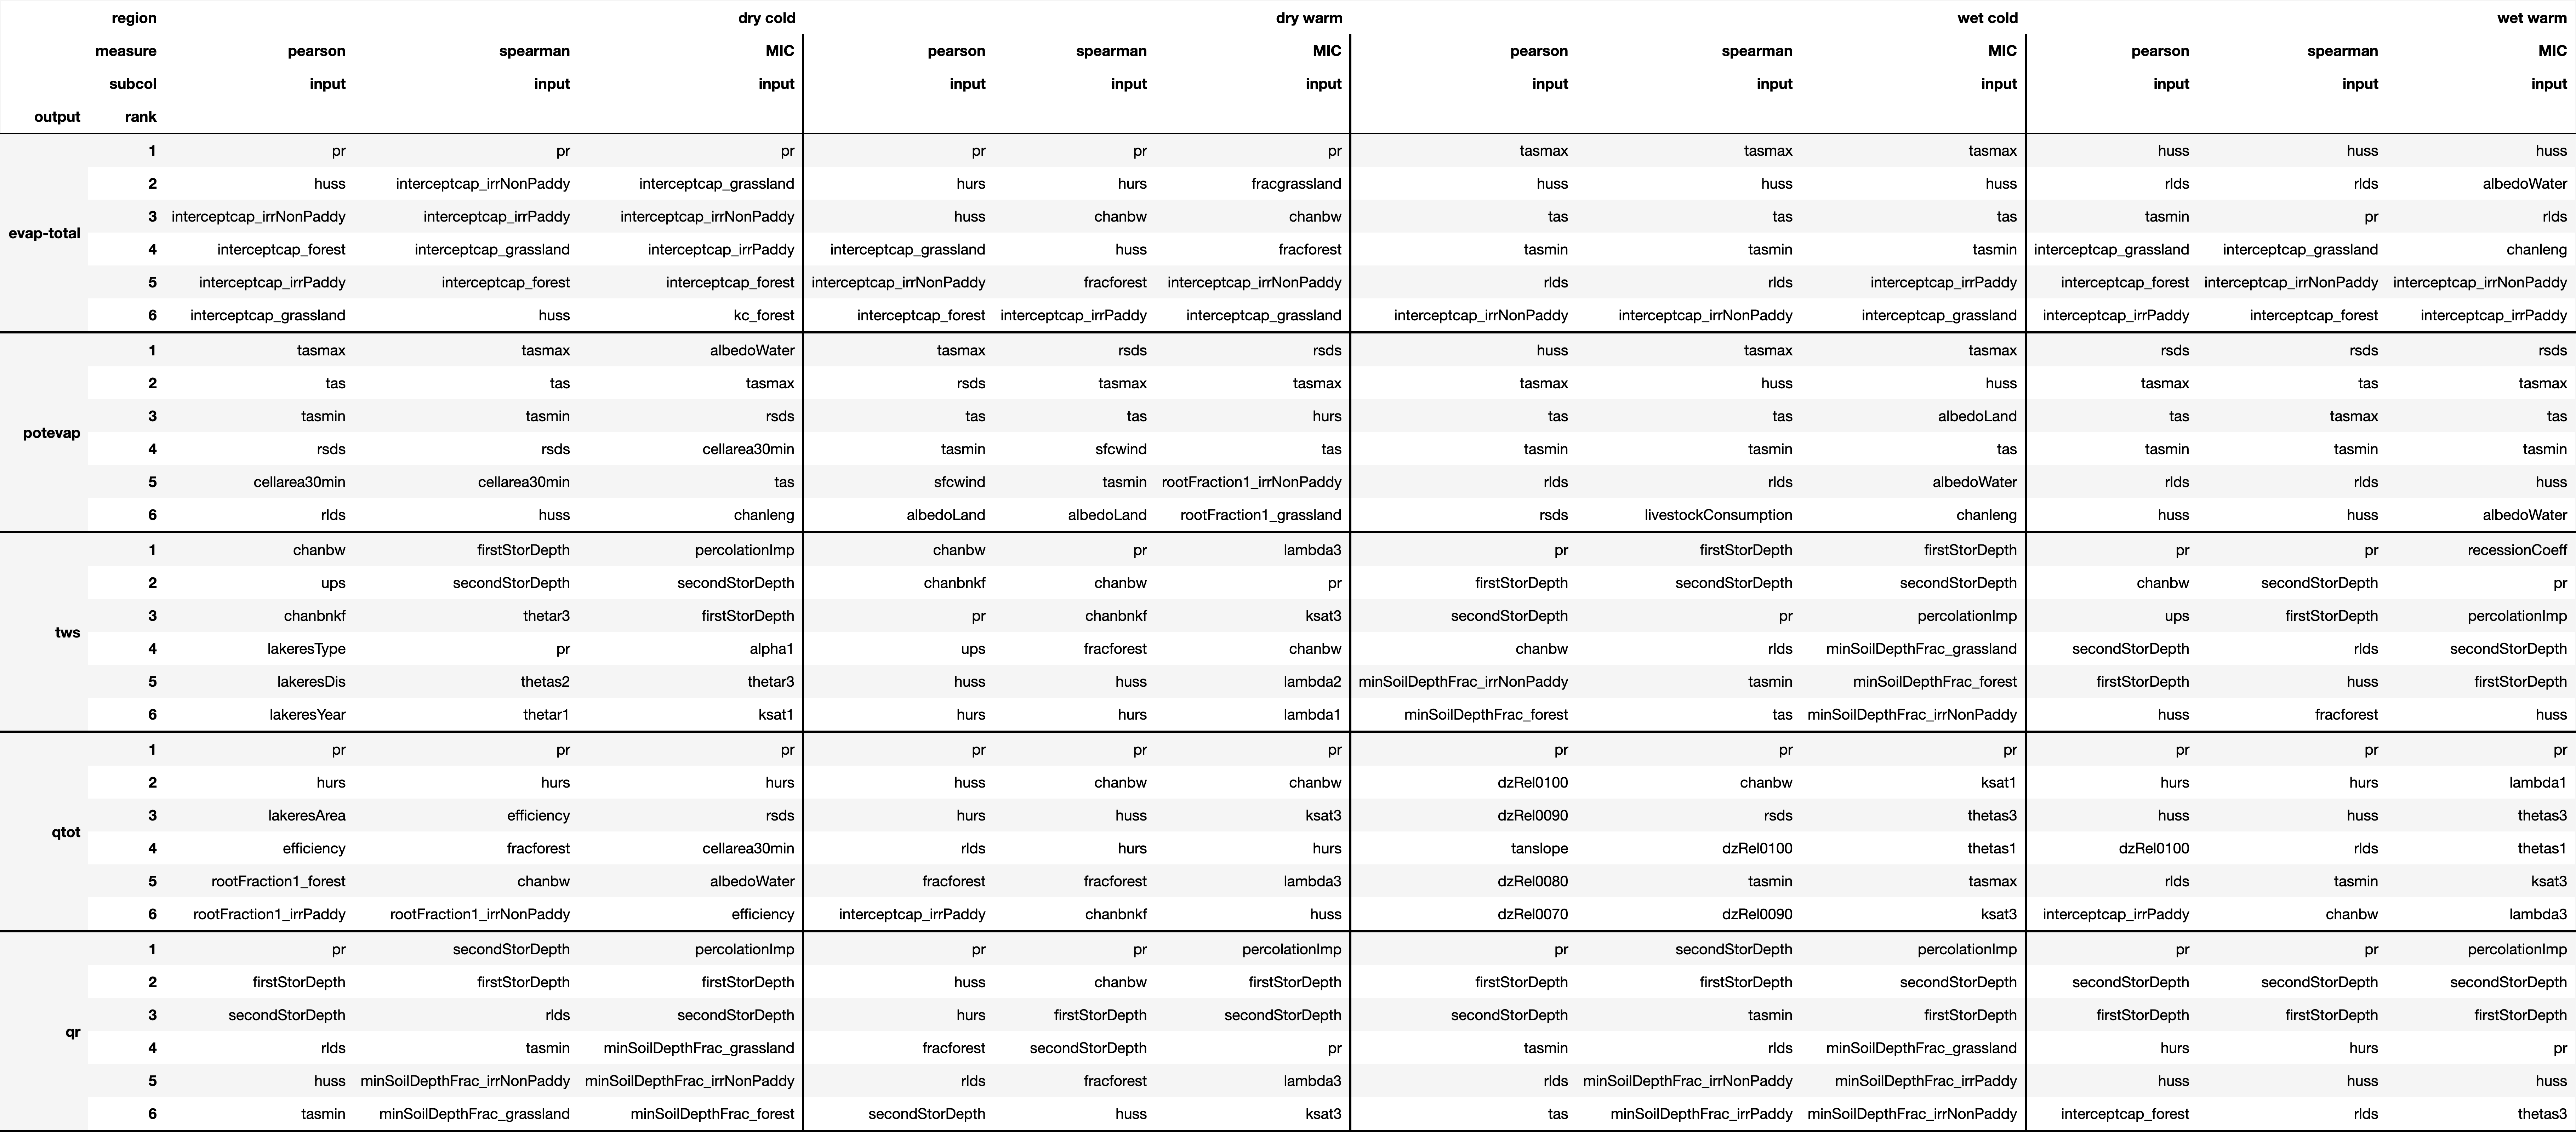 region dry cold dry warm wet cold wet warm
measure pearson spearman MIC pearson spearman MIC pearson spearman MIC pearson spearman MIC
subcol input input input input input input input input input input input input
output rank
1 pr pr pr pr pr pr tasmax tasmax tasmax huss huss huss
2 huss interceptcap_irrNonPaddy interceptcap_grassland hurs hurs fracgrassland huss huss huss rlds rlds albedoWater
evap-total 3 interceptcap_irrNonPaddy interceptcap_irrPaddy interceptcap_irrNonPaddy huss chanbw chanbw tas tas tas tasmin pr rlds
4 interceptcap_forest interceptcap_grassland interceptcap_irrPaddy interceptcap_grassland huss fracforest tasmin tasmin tasmin interceptcap_grassland interceptcap_grassland chanleng
5 interceptcap_irrPaddy interceptcap_forest interceptcap_forest interceptcap_irrNonPaddy fracforest interceptcap_irrNonPaddy rlds rlds interceptcap_irrPaddy interceptcap_forest interceptcap_irrNonPaddy interceptcap_irrNonPaddy
6 interceptcap_grassland huss kc_forest interceptcap_forest interceptcap_irrPaddy interceptcap_grassland interceptcap_irrNonPaddy interceptcap_irrNonPaddy interceptcap_grassland interceptcap_irrPaddy interceptcap_forest interceptcap_irrPaddy
1 tasmax tasmax albedoWater tasmax rsds rsds huss tasmax tasmax rsds rsds rsds
2 tas tas tasmax rsds tasmax tasmax tasmax huss huss tasmax tas tasmax
potevap 3 tasmin tasmin rsds tas tas hurs tas tas albedoLand tas tasmax tas
4 rsds rsds cellarea30min tasmin sfcwind tas tasmin tasmin tas tasmin tasmin tasmin
5 cellarea30min cellarea30min tas sfcwind tasmin rootFraction1_irrNonPaddy rlds rlds albedoWater rlds rlds huss
6 rlds huss chanleng albedoLand albedoLand rootFraction1_grassland rsds livestockConsumption chanleng huss huss albedoWater
1 chanbw firstStorDepth percolationImp chanbw pr lambda3 pr firstStorDepth firstStorDepth pr pr recessionCoeff
2 ups secondStorDepth secondStorDepth chanbnkf chanbw pr firstStorDepth secondStorDepth secondStorDepth chanbw secondStorDepth pr
tws 3 chanbnkf thetar3 firstStorDepth pr chanbnkf ksat3 secondStorDepth pr percolationImp ups firstStorDepth percolationImp
4 lakeresType pr alpha1 ups fracforest chanbw chanbw rlds minSoilDepthFrac_grassland secondStorDepth rlds secondStorDepth
5 lakeresDis thetas2 thetar3 huss huss lambda2 minSoilDepthFrac_irrNonPaddy tasmin minSoilDepthFrac_forest firstStorDepth huss firstStorDepth
6 lakeresYear thetar1 ksat1 hurs hurs lambda1 minSoilDepthFrac_forest tas minSoilDepthFrac_irrNonPaddy huss fracforest huss
1 pr pr pr pr pr pr pr pr pr pr pr pr
2 hurs hurs hurs huss chanbw chanbw dzRel0100 chanbw ksat1 hurs hurs lambda1
qtot 3 lakeresArea efficiency rsds hurs huss ksat3 dzRel0090 rsds thetas3 huss huss thetas3
4 efficiency fracforest cellarea30min rlds hurs hurs tanslope dzRel0100 thetas1 dzRel0100 rlds thetas1
5 rootFraction1_forest chanbw albedoWater fracforest fracforest lambda3 dzRel0080 tasmin tasmax rlds tasmin ksat3
6 rootFraction1_irrPaddy rootFraction1_irrNonPaddy efficiency interceptcap_irrPaddy chanbnkf huss dzRel0070 dzRel0090 ksat3 interceptcap_irrPaddy chanbw lambda3
1 pr secondStorDepth percolationImp pr pr percolationImp pr secondStorDepth percolationImp pr pr percolationImp
2 firstStorDepth firstStorDepth firstStorDepth huss chanbw firstStorDepth firstStorDepth firstStorDepth secondStorDepth secondStorDepth secondStorDepth secondStorDepth
qr 3 secondStorDepth rlds secondStorDepth hurs firstStorDepth secondStorDepth secondStorDepth tasmin firstStorDepth firstStorDepth firstStorDepth firstStorDepth
4 rlds tasmin minSoilDepthFrac_grassland fracforest secondStorDepth pr tasmin rlds minSoilDepthFrac_grassland hurs hurs pr
5 huss minSoilDepthFrac_irrNonPaddy minSoilDepthFrac_irrNonPaddy rlds fracforest lambda3 rlds minSoilDepthFrac_irrNonPaddy minSoilDepthFrac_irrPaddy huss huss huss
6 tasmin minSoilDepthFrac_grassland minSoilDepthFrac_forest secondStorDepth huss ksat3 tas minSoilDepthFrac_irrPaddy minSoilDepthFrac_irrNonPaddy interceptcap_forest rlds thetas3